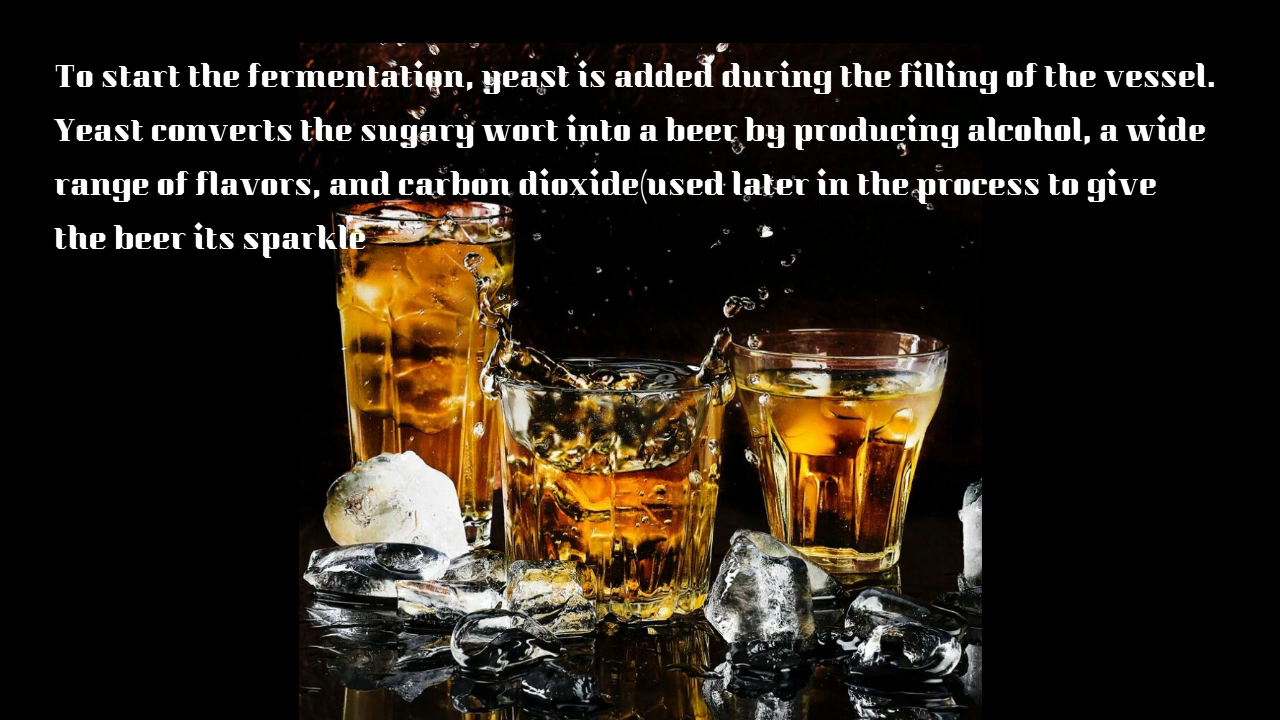 To start the fermentation, yeast is added during the filling of the vessel.
Yeast converts the sugary wort into a beer by producing alcohol, a wide
range of flavors, and carbon dioxide(used later in the process to give
the beer its sparkle